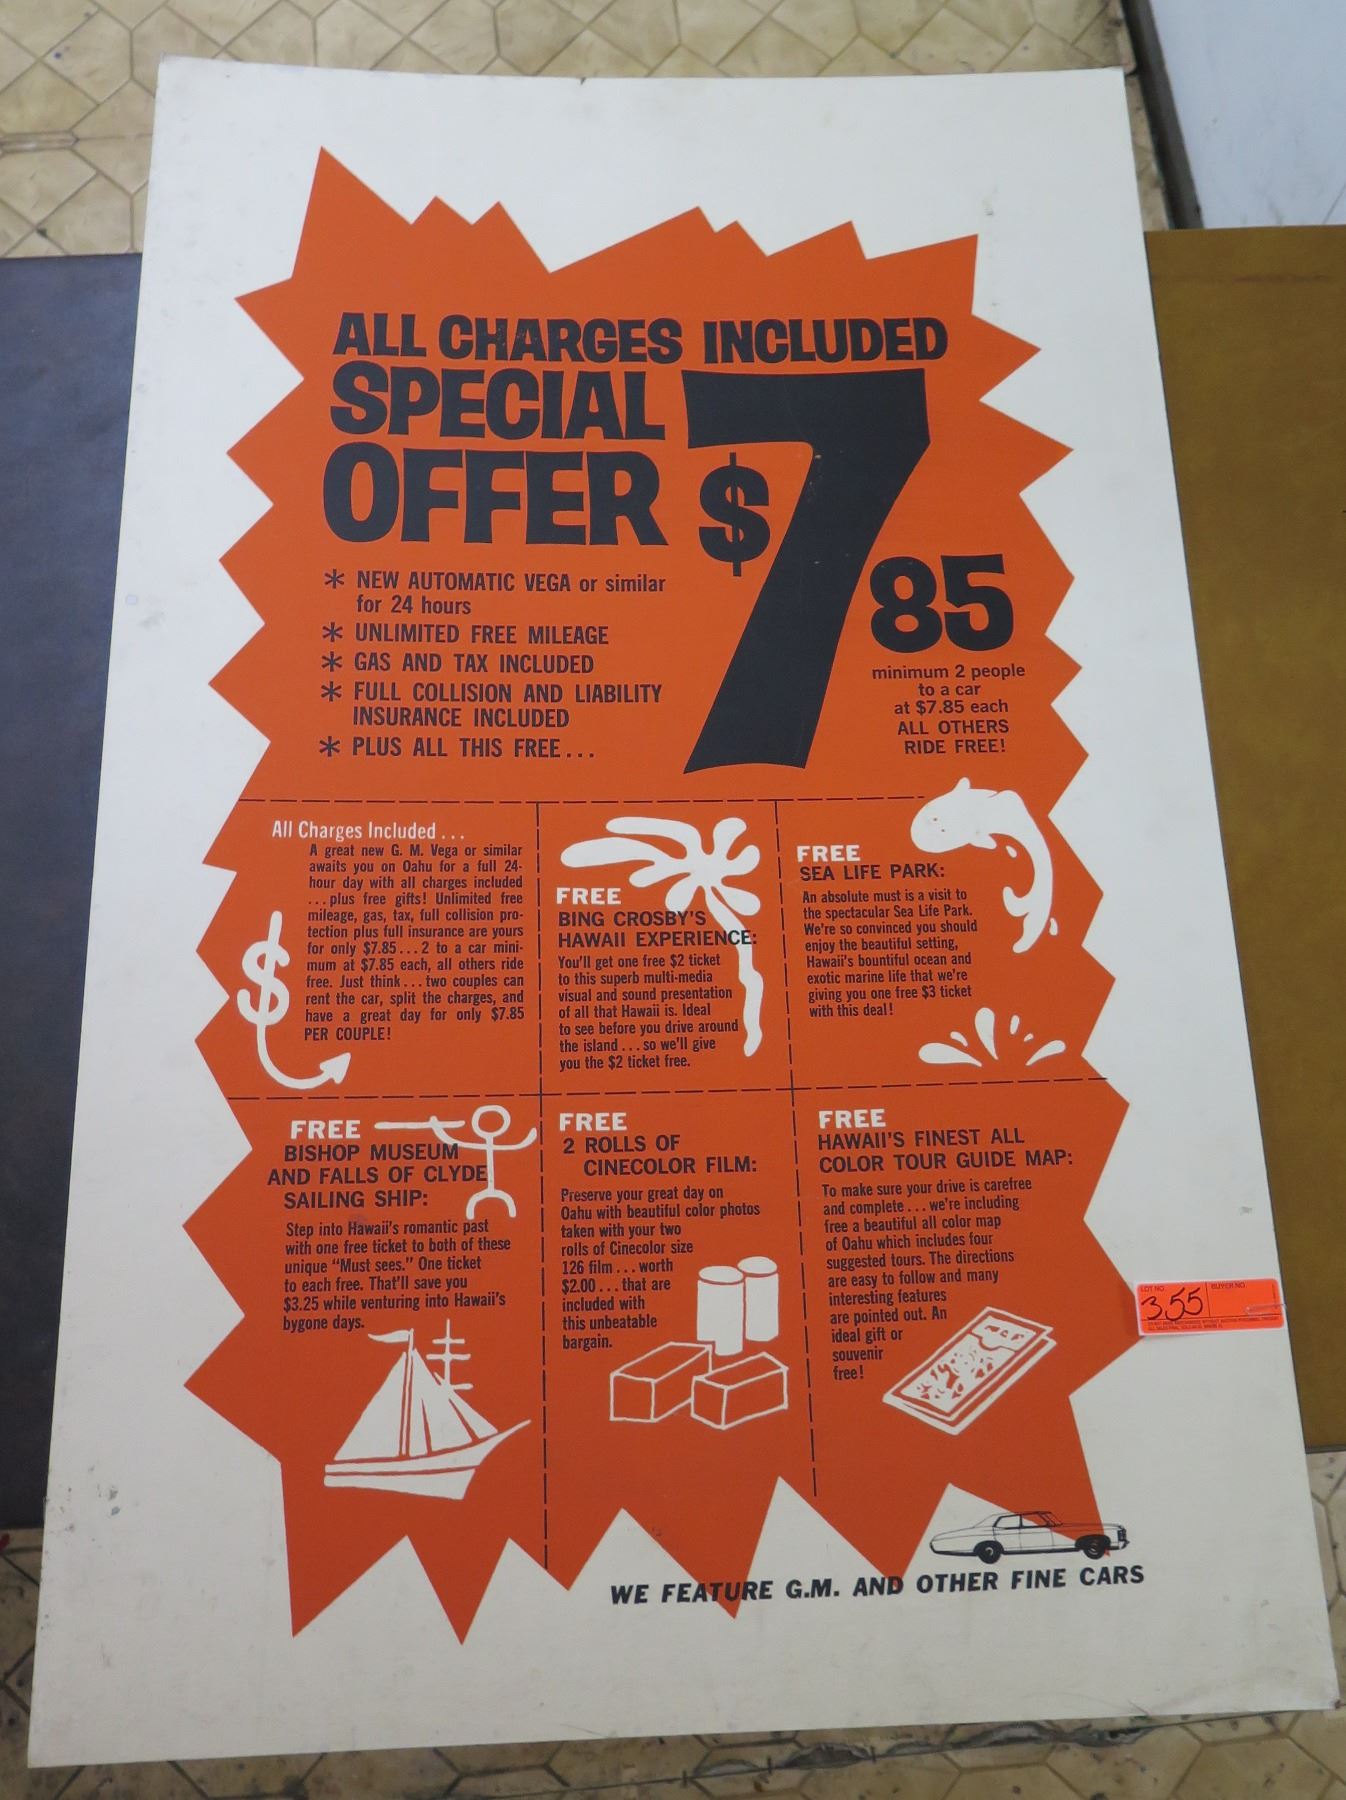 ALL CHARGES INCLUDED
SPECIAL
OFFER
$7
85
minimum 2 people
to a car
at $7.85 each
ALL OTHERS
RIDE FREE!
* NEW AUTOMATIC VEGA or similar
for 24 hours
* UNLIMITED FREE MILEAGE
* GAS AND TAX INCLUDED
* FULL COLLISION AND LIABILITY
INSURANCE INCLUDED
* PLUS ALL THIS FREE...
All Charges Included...
A great new G. M. Vega or similar
awaits you on Oahu for a full 24-
hour day with all charges included
...plus free gifts! Unlimited free
mileage, gas, tax, full collision pro-
tection plus full insurance are yours
for only $7.85...2 to a car mini-
mum at $7.85 each, all others ride
free. Just think...two couples can
rent the car, split the charges, and
have a great day for only $7.85
PER COUPLE!
$
FREE
BING CROSBY'S
HAWAII EXPERIENCE:
You'll get one free $2 ticket
to this superb multi-media
visual and sound presentation
of all that Hawaii is. Ideal
to see before you drive around
the island...so we'll give
you the $2 ticket free.
FREE
SEA LIFE PARK:
An absolute must is a visit to
the spectacular Sea Life Park.
We're so convinced you should
enjoy the beautiful setting,
Hawaii's bountiful ocean and
exotic marine life that we're
giving you one free $3 ticket
with this deal!
FREE
BISHOP MUSEUM
AND FALLS OF CLYDE
SAILING SHIP:
Step into Hawaii's romantic past
with one free ticket to both of these
unique "Must sees." One ticket
to each free. That'll save you
$3.25 while venturing into Hawaii's
bygone days.
FREE
2 ROLLS OF
CINECOLOR FILM:
Preserve your great day on
Oahu with beautiful color photos
taken with your two
rolls of Cinecolor size
126 film...worth
$2.00...that are
included with
this unbeatable
bargain.
FREE
HAWAII'S FINEST ALL
COLOR TOUR GUIDE MAP:
To make sure your drive is carefree
and complete...we're including
free a beautiful all color map
of Oahu which includes four
suggested tours. The directions
are easy to follow and many
interesting features
are pointed out. An
ideal gift or
souvenir
free!
MAP
LOT NO.
BUYER NO.
355
WE FEATURE G.M. AND OTHER FINE CARS